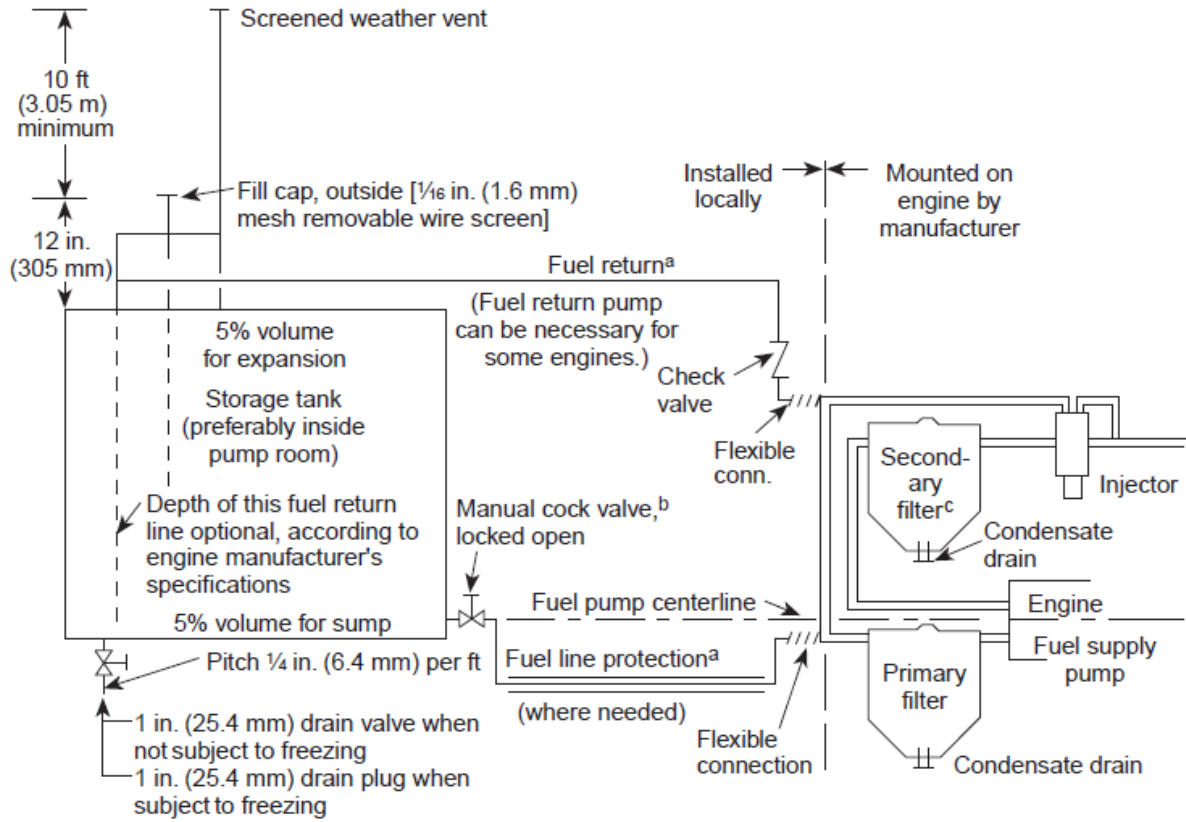 Screened weather vent
10 ft
(3.05 m)
minimum
Fill cap, outside [1⁄16 in. (1.6 mm)
mesh removable wire screen]
12 in.
(305 mm)
Installed
locally
Mounted on
engine by
manufacturer
Fuel returnᵃ
(Fuel return pump
can be necessary for
some engines.)
Check
valve
Flexible
conn.
5% volume
for expansion
Storage tank
(preferably inside
pump room)
Depth of this fuel return
line optional, according to
engine manufacturer's
specifications
5% volume for sump
Manual cock valve,ᵇ
locked open
Second-
ary
filterᶜ
Injector
Condensate
drain
Fuel pump centerline
Engine
Fuel supply
pump
Pitch ¼ in. (6.4 mm) per ft
Fuel line protectionᵃ
(where needed)
Flexible
connection
Primary
filter
Condensate drain
1 in. (25.4 mm) drain valve when
not subject to freezing
1 in. (25.4 mm) drain plug when
subject to freezing